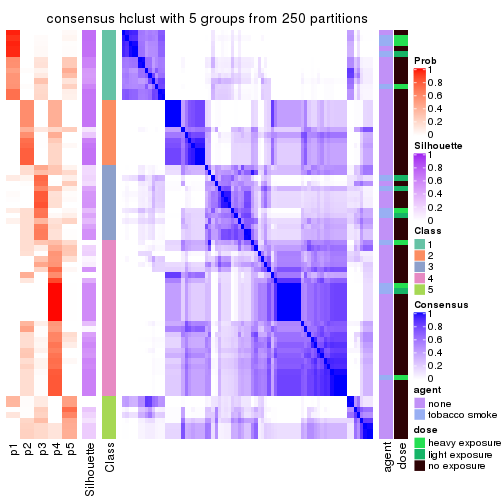 consensus hclust with 5 groups from 250 partitions
Prob
1
0.8
0.6
0.4
0.2
0
Silhouette
1
0.8
0.6
0.4
0.2
0
Class
1
2
3
4
5
Consensus
1
0.8
0.6
0.4
0.2
0
agent
none
tobacco smoke
dose
heavy exposure
light exposure
no exposure
p1
p2
p3
p4
p5
Silhouette
Class
agent
dose